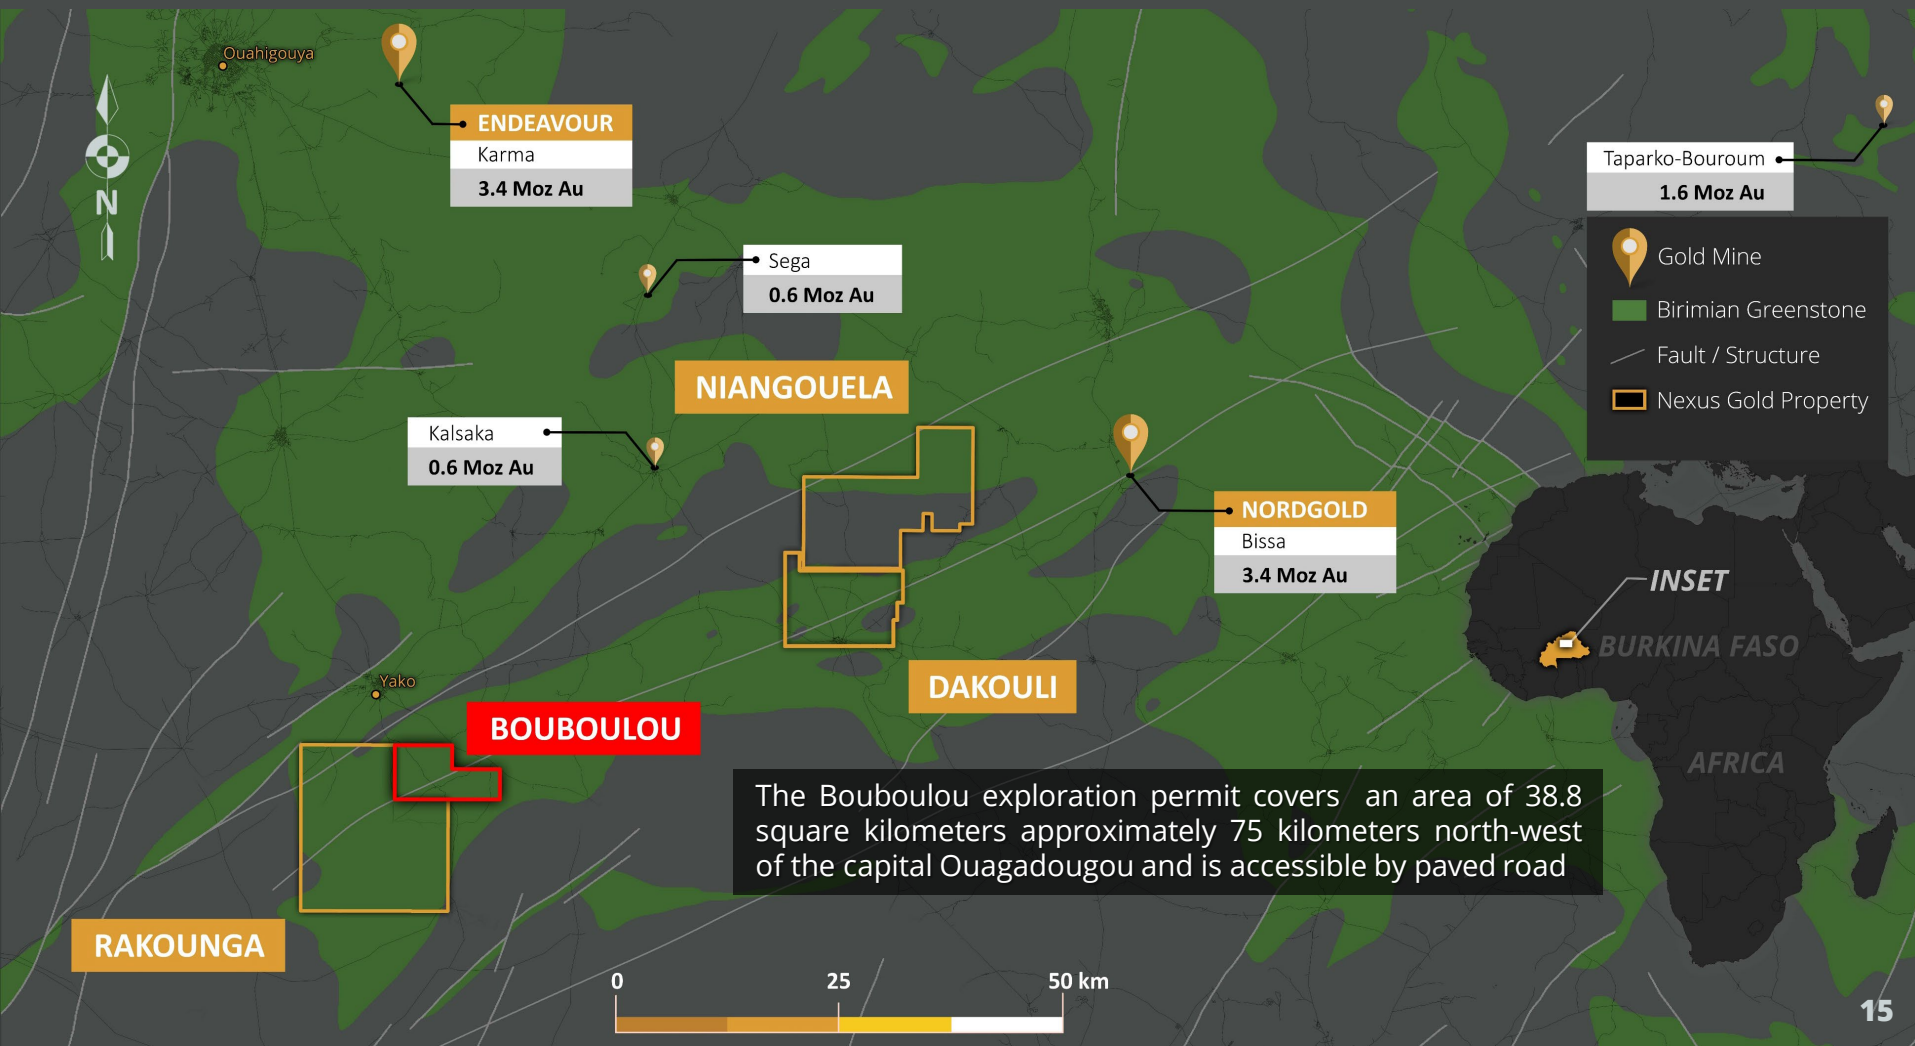 Ouahigouya
N
ENDEAVOUR
Karma
3.4 Moz Au
Taparko-Bouroum
1.6 Moz Au
Sega
0.6 Moz Au
Gold Mine
Birimian Greenstone
Fault / Structure
Nexus Gold Property
NIANGOUELA
Kalsaka
0.6 Moz Au
NORDGOLD
Bissa
3.4 Moz Au
INSET
BURKINA FASO
AFRICA
Yako
DAKOULI
BOUBOULOU
The Bouboulou exploration permit covers an area of 38.8
square kilometers approximately 75 kilometers north-west
of the capital Ouagadougou and is accessible by paved road
RAKOUNGA
0 25 50 km
15